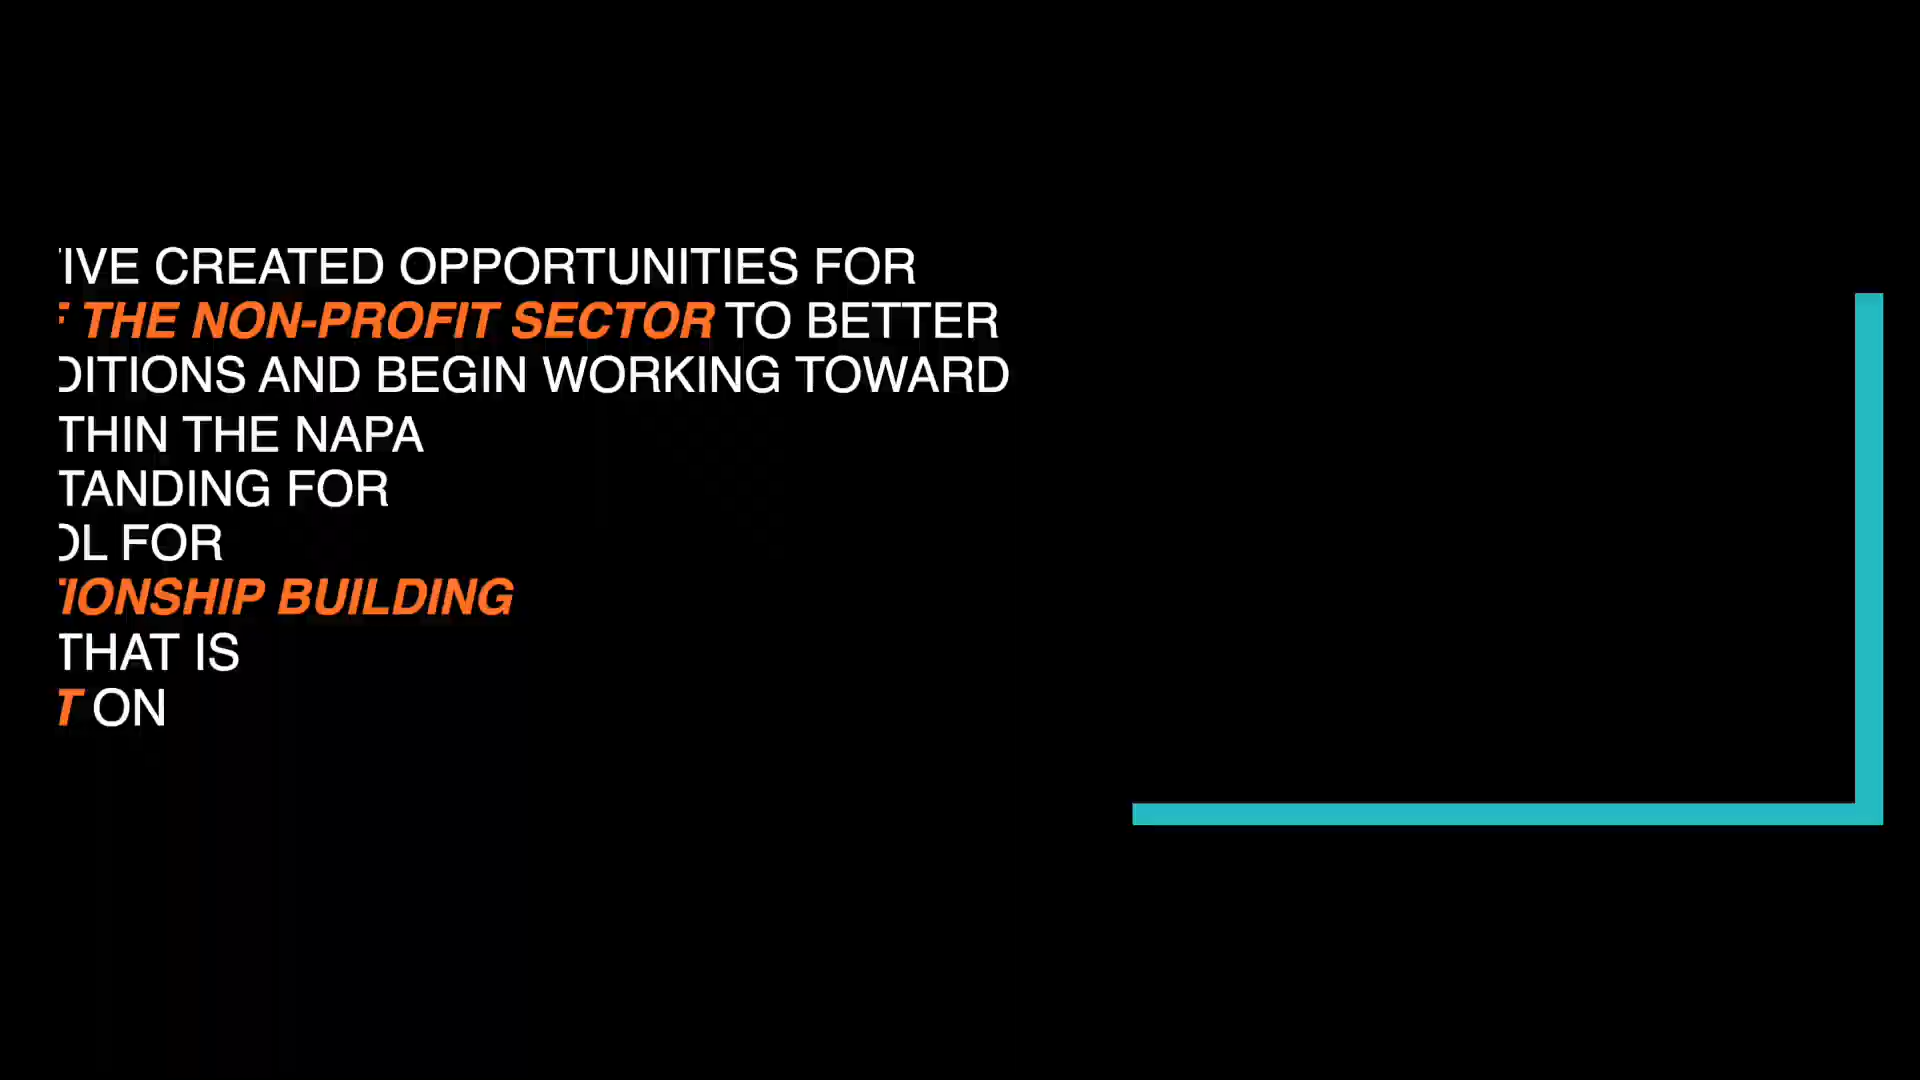 IVE CREATED OPPORTUNITIES FOR
THE NON-PROFIT SECTOR TO BETTER
DITIONS AND BEGIN WORKING TOWARD
THIN THE NAPA
TANDING FOR
OL FOR
TIONSHIP BUILDING
THAT IS
T ON